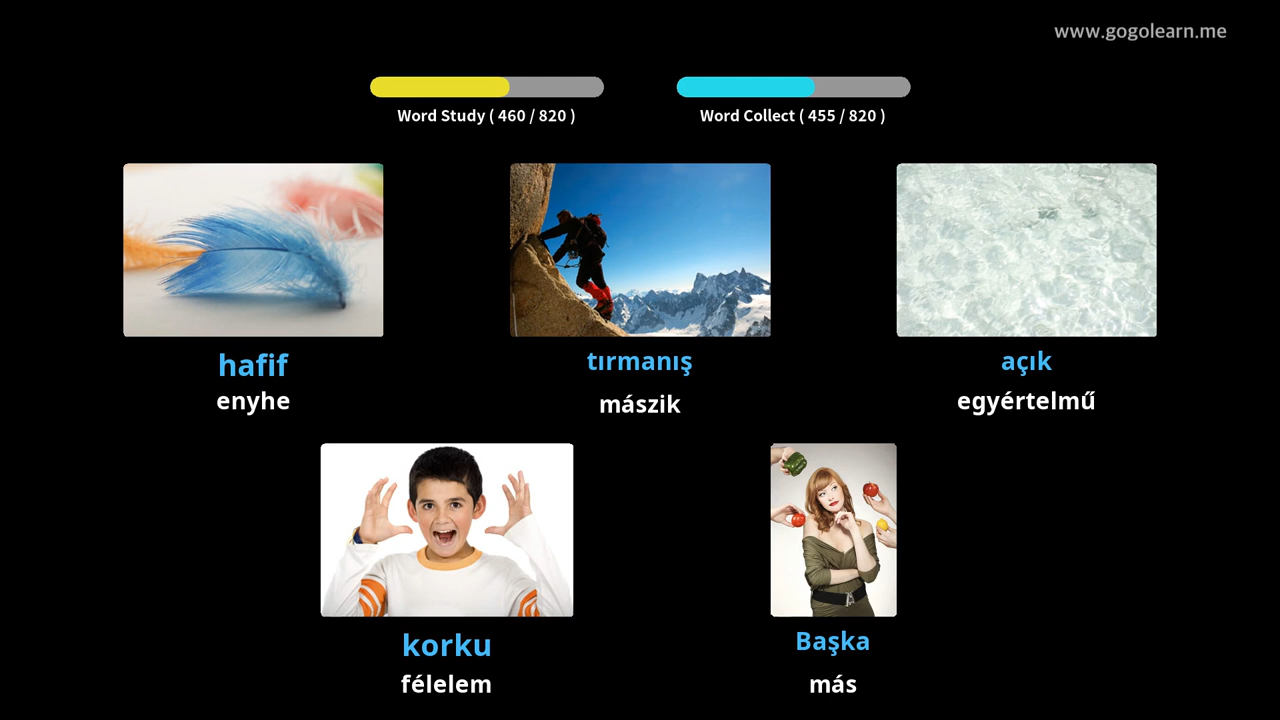 www.gogolearn.me
Word Study ( 460 / 820 )
Word Collect ( 455 / 820 )
hafif
enyhe
tırmanış
mászik
açık
egyértelmű
korku
félelem
Başka
más